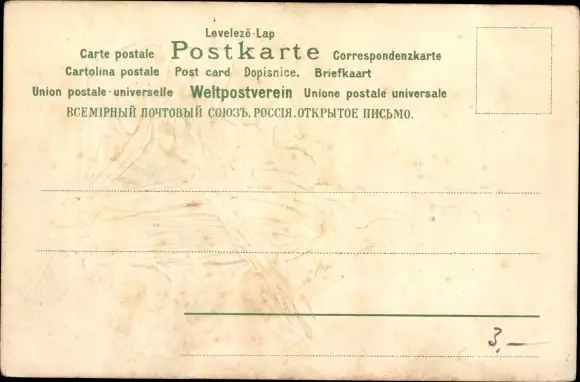 Levelező-Lap
Carte postale Postkarte Correspondenzkarte
Cartolina postale Post card Dopisnice. Briefkaart
Union postale universelle Weltpostverein Unione postale universale
ВСЕМІРНЫЙ ПОЧТОВЫЙ СОЮЗЪ. РОССІЯ. ОТКРЫТОЕ ПИСЬМО.
3,—